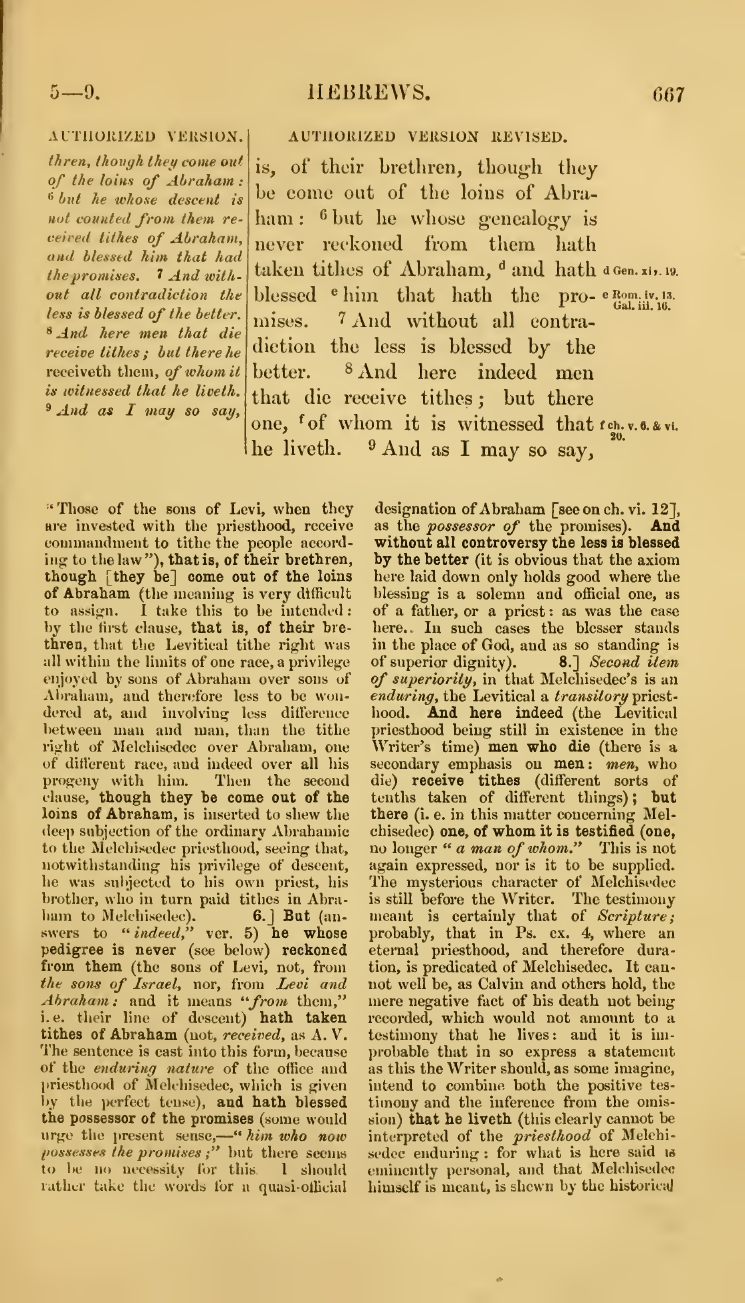 5—9.
HEBREWS.
667
AUTHORIZED VERSION.
thren, though they come out
of the loins of Abraham :
6 but he whose descent is
not counted from them re-
ceived tithes of Abraham,
and blessed him that had
the promises. 7 And with-
out all contradiction the
less is blessed of the better.
8 And here men that die
receive tithes ; but there he
receiveth them, of whom it
is witnessed that he liveth.
9 And as I may so say,
AUTHORIZED VERSION REVISED.
is, of their brethren, though they
be come out of the loins of Abra-
ham : 6 but he whose genealogy is
never reckoned from them hath
taken tithes of Abraham, d and hath
blessed e him that hath the pro-
mises. 7 And without all contra-
diction the less is blessed by the
better. 8 And here indeed men
that die receive tithes ; but there
one, f of whom it is witnessed that
he liveth. 9 And as I may so say,
d Gen. xiv. 19.
e Rom. iv. 13.
Gal. iii. 16.
f ch. v. 6. & vi.
20.
“Those of the sons of Levi, when they
are invested with the priesthood, receive
commandment to tithe the people accord-
ing to the law”), that is, of their brethren,
though [they be] come out of the loins
of Abraham (the meaning is very difficult
to assign. I take this to be intended :
by the first clause, that is, of their bre-
thren, that the Levitical tithe right was
all within the limits of one race, a privilege
enjoyed by sons of Abraham over sons of
Abraham, and therefore less to be won-
dered at, and involving less difference
between man and man, than the tithe
right of Melchisedec over Abraham, one
of different race, and indeed over all his
progeny with him. Then the second
clause, though they be come out of the
loins of Abraham, is inserted to shew the
deep subjection of the ordinary Abrahamic
to the Melchisedec priesthood, seeing that,
notwithstanding his privilege of descent,
he was subjected to his own priest, his
brother, who in turn paid tithes in Abra-
ham to Melchisedec). 6.] But (an-
swers to “indeed,” ver. 5) he whose
pedigree is never (see below) reckoned
from them (the sons of Levi, not, from
the sons of Israel, nor, from Levi and
Abraham : and it means “from them,”
i. e. their line of descent) hath taken
tithes of Abraham (not, received, as A. V.
The sentence is cast into this form, because
of the enduring nature of the office and
priesthood of Melchisedec, which is given
by the perfect tense), and hath blessed
the possessor of the promises (some would
urge the present sense,—“ him who now
possesses the promises ;” but there seems
to be no necessity for this. I should
rather take the words for a quasi-official
designation of Abraham [see on ch. vi. 12],
as the possessor of the promises). And
without all controversy the less is blessed
by the better (it is obvious that the axiom
here laid down only holds good where the
blessing is a solemn and official one, as
of a father, or a priest : as was the case
here. In such cases the blesser stands
in the place of God, and as so standing is
of superior dignity). 8.] Second item
of superiority, in that Melchisedec's is an
enduring, the Levitical a transitory priest-
hood. And here indeed (the Levitical
priesthood being still in existence in the
Writer's time) men who die (there is a
secondary emphasis on men : men, who
die) receive tithes (different sorts of
tenths taken of different things) ; but
there (i. e. in this matter concerning Mel-
chisedec) one, of whom it is testified (one,
no longer “ a man of whom.” This is not
again expressed, nor is it to be supplied.
The mysterious character of Melchisedec
is still before the Writer. The testimony
meant is certainly that of Scripture ;
probably, that in Ps. cx. 4, where an
eternal priesthood, and therefore dura-
tion, is predicated of Melchisedec. It can-
not well be, as Calvin and others hold, the
mere negative fact of his death not being
recorded, which would not amount to a
testimony that he lives : and it is im-
probable that in so express a statement
as this the Writer should, as some imagine,
intend to combine both the positive tes-
timony and the inference from the omis-
sion) that he liveth (this clearly cannot be
interpreted of the priesthood of Melchi-
sedec enduring : for what is here said is
eminently personal, and that Melchisedec
himself is meant, is shewn by the historical